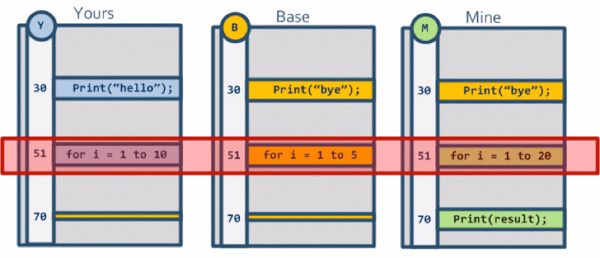 Yours
Base
Mine
Y
B
M
30 Print(“hello”);
30 Print(“bye”);
30 Print(“bye”);
51 for i = 1 to 10
51 for i = 1 to 5
51 for i = 1 to 20
70
70
70 Print(result);